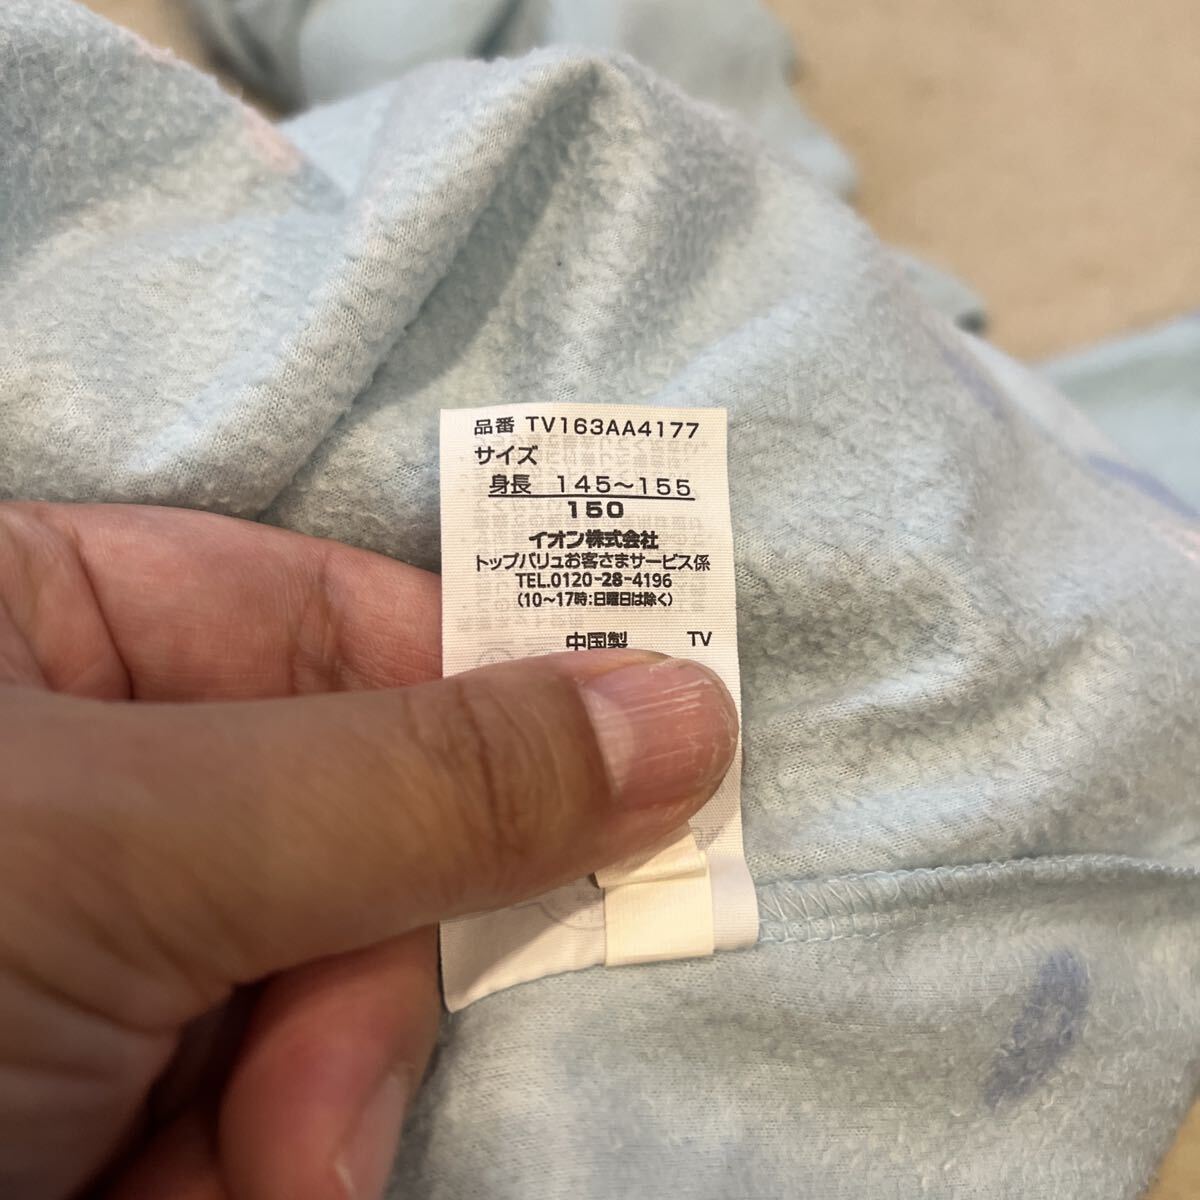 品番 TV163AA4177
サイズ
身長 145～155
150
イオン株式会社
トップバリュお客さまサービス係
TEL.0120-28-4196
(10～17時:日曜日は除く)
中国製 TV